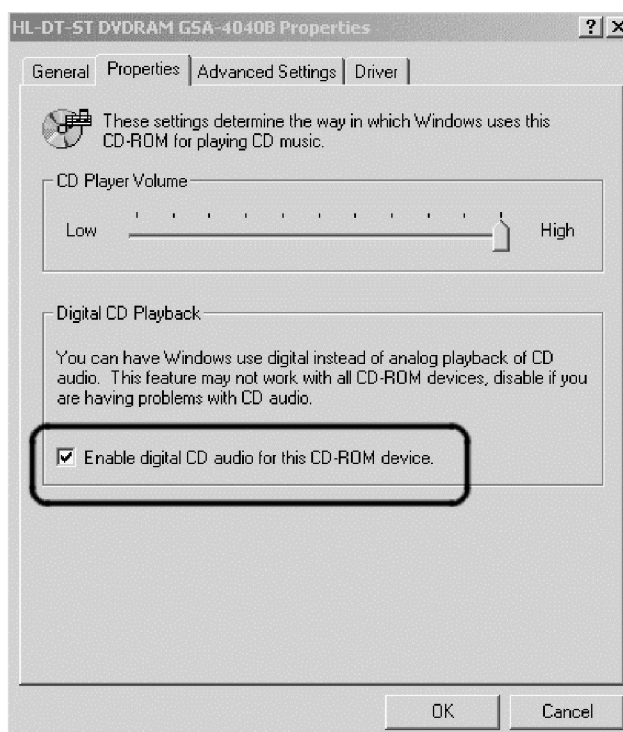 HL-DT-ST DVDRAM GSA-4040B Properties
General Properties Advanced Settings Driver
These settings determine the way in which Windows uses this
CD-ROM for playing CD music.
CD Player Volume
Low High
Digital CD Playback
You can have Windows use digital instead of analog playback of CD
audio. This feature may not work with all CD-ROM devices, disable if you
are having problems with CD audio.
Enable digital CD audio for this CD-ROM device.
OK Cancel